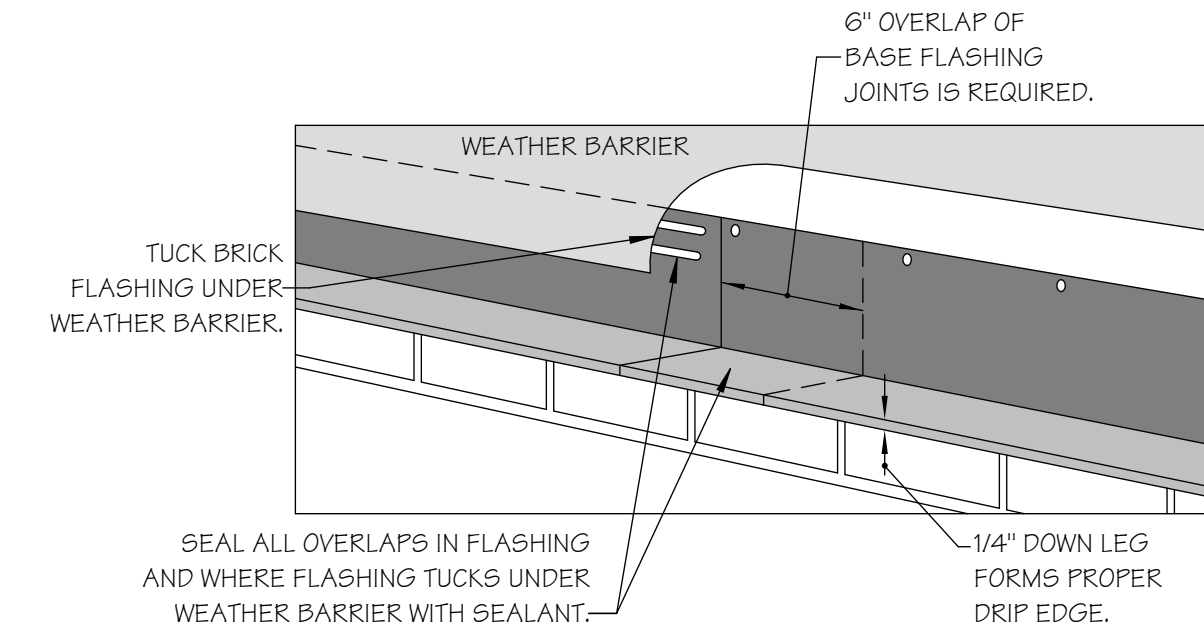 6" OVERLAP OF
BASE FLASHING
JOINTS IS REQUIRED.
WEATHER BARRIER
TUCK BRICK
FLASHING UNDER
WEATHER BARRIER.
SEAL ALL OVERLAPS IN FLASHING
AND WHERE FLASHING TUCKS UNDER
WEATHER BARRIER WITH SEALANT.
1/4" DOWN LEG
FORMS PROPER
DRIP EDGE.